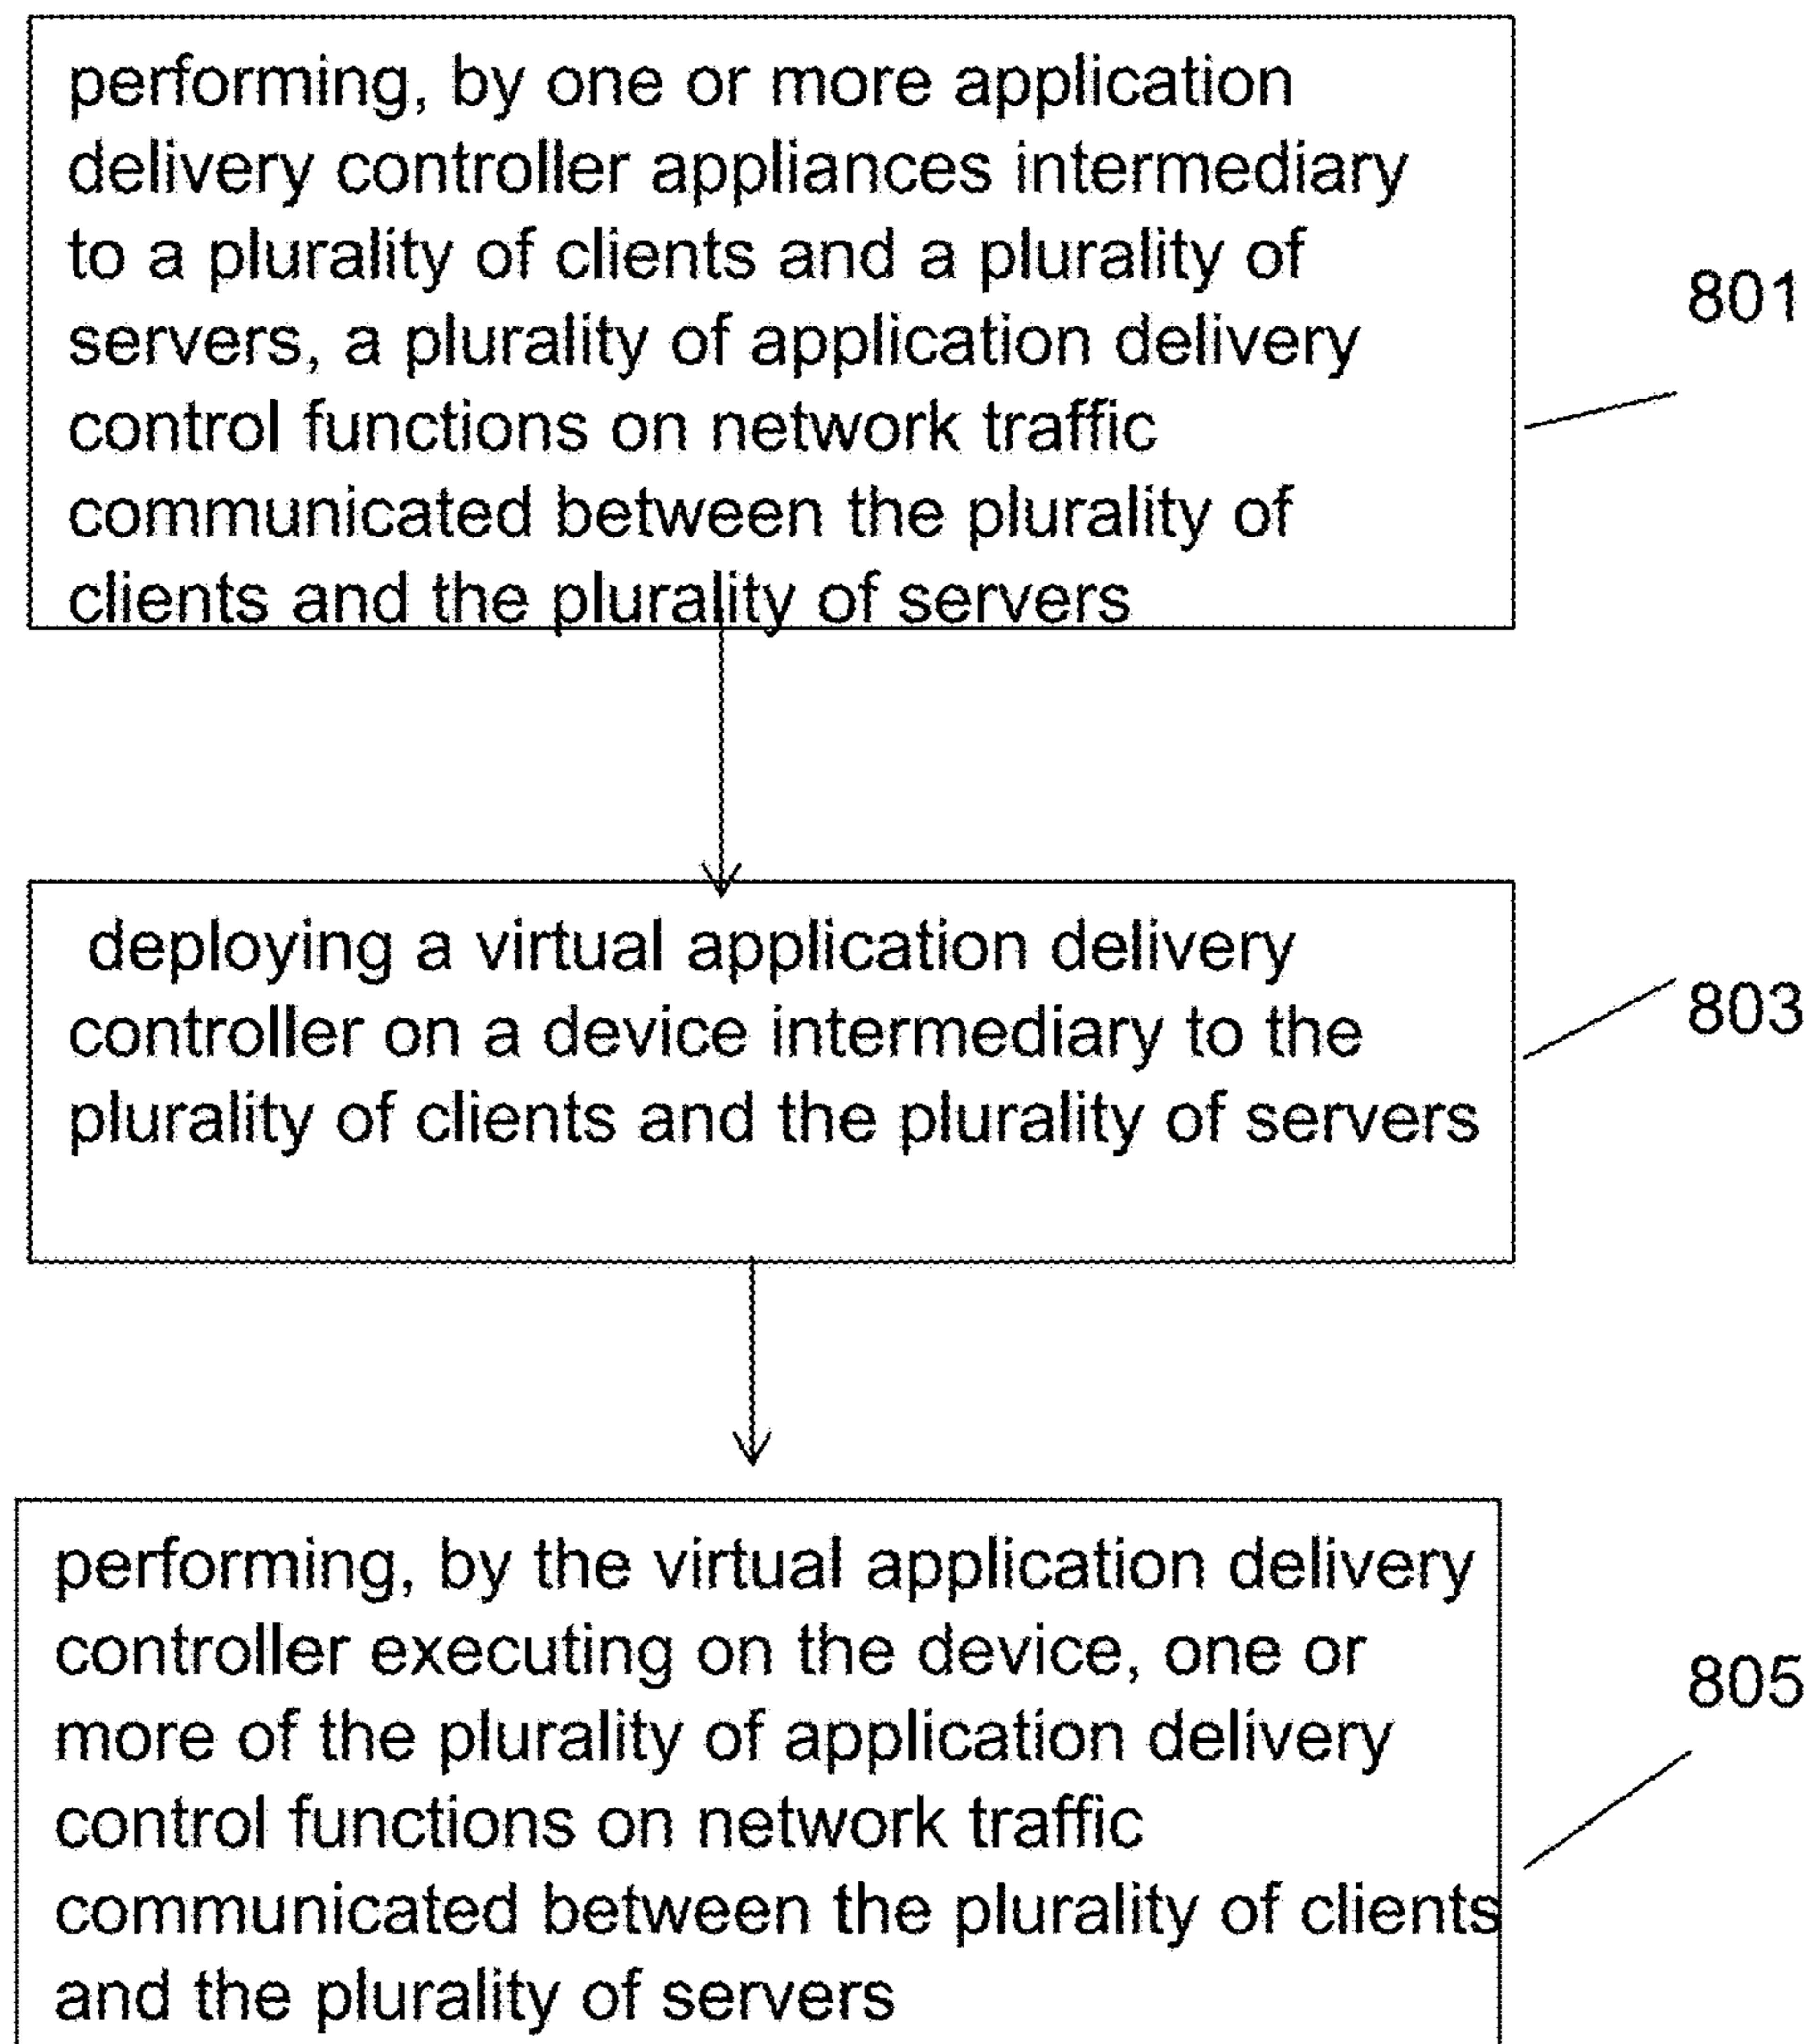 performing, by one or more application
delivery controller appliances intermediary
to a plurality of clients and a plurality of
servers, a plurality of application delivery
control functions on network traffic
communicated between the plurality of
clients and the plurality of servers
801
deploying a virtual application delivery
controller on a device intermediary to the
plurality of clients and the plurality of servers
803
performing, by the virtual application delivery
controller executing on the device, one or
more of the plurality of application delivery
control functions on network traffic
communicated between the plurality of clients
and the plurality of servers
805